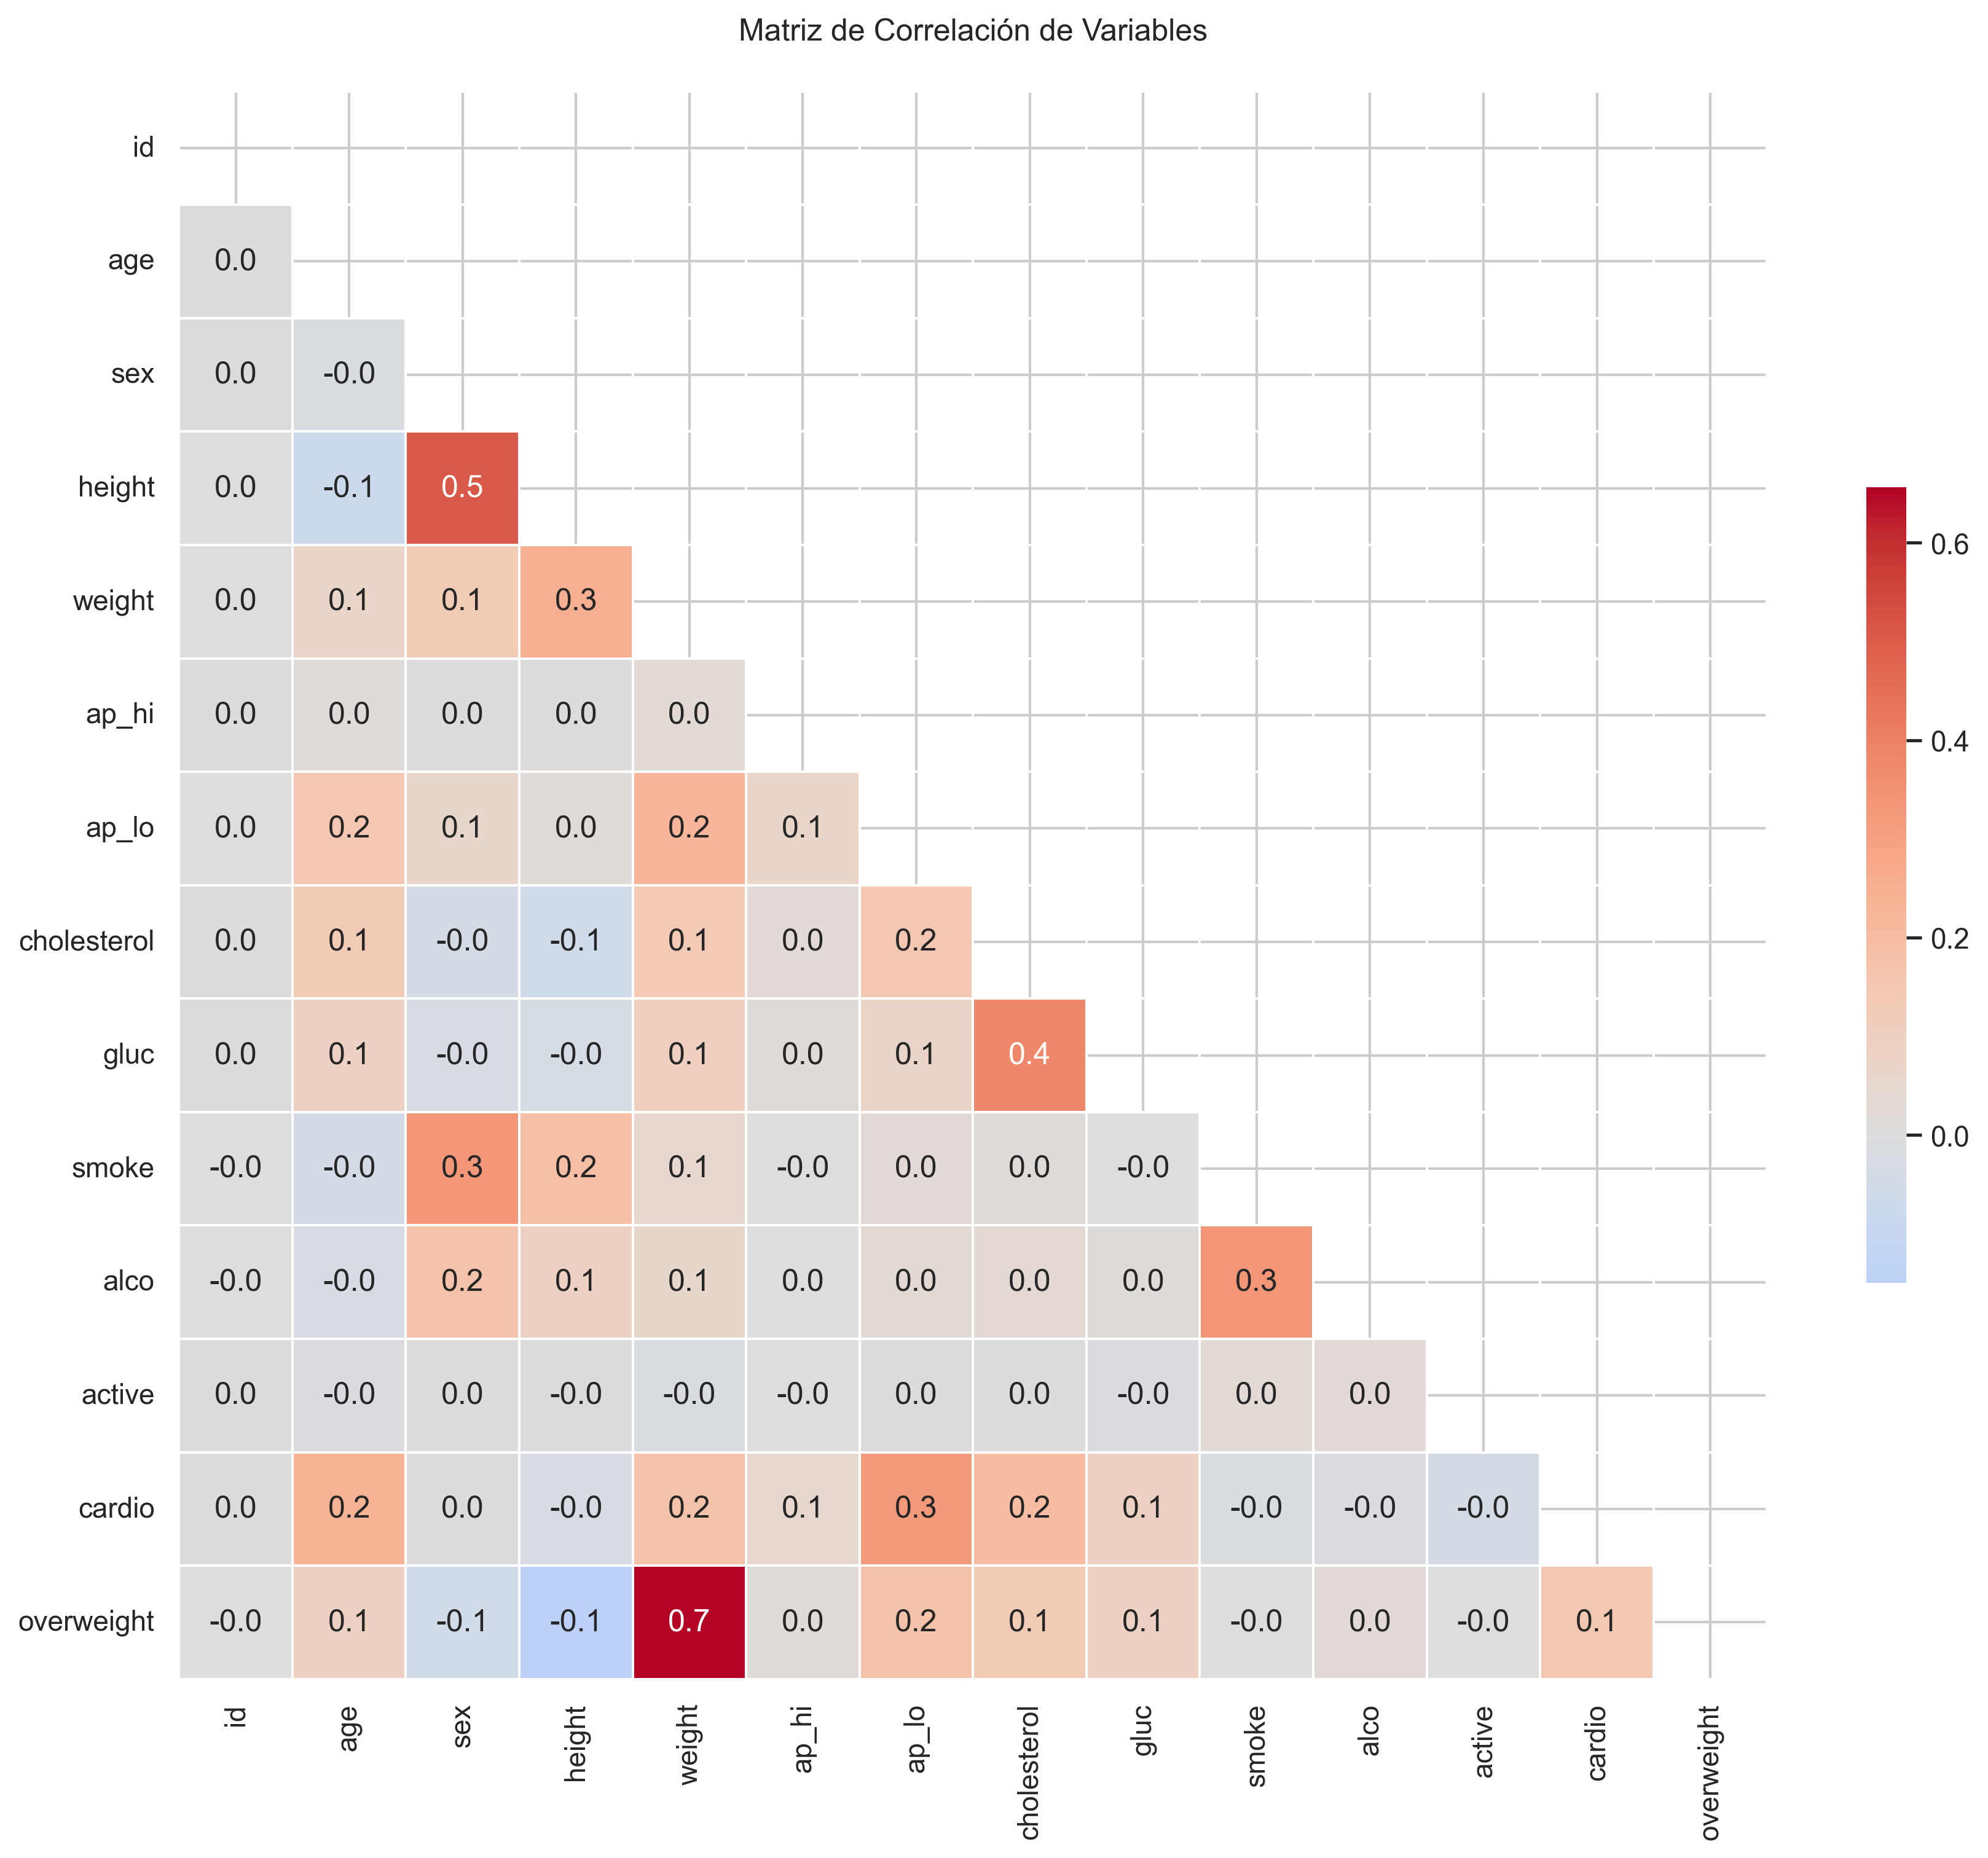 Matriz de Correlación de Variables
id
age 0.0
sex 0.0 -0.0
height 0.0 -0.1 0.5
weight 0.0 0.1 0.1 0.3
ap_hi 0.0 0.0 0.0 0.0 0.0
ap_lo 0.0 0.2 0.1 0.0 0.2 0.1
cholesterol 0.0 0.1 -0.0 -0.1 0.1 0.0 0.2
gluc 0.0 0.1 -0.0 -0.0 0.1 0.0 0.1 0.4
smoke -0.0 -0.0 0.3 0.2 0.1 -0.0 0.0 0.0 -0.0
alco -0.0 -0.0 0.2 0.1 0.1 0.0 0.0 0.0 0.0 0.3
active 0.0 -0.0 0.0 -0.0 -0.0 -0.0 0.0 0.0 -0.0 0.0 0.0
cardio 0.0 0.2 0.0 -0.0 0.2 0.1 0.3 0.2 0.1 -0.0 -0.0 -0.0
overweight -0.0 0.1 -0.1 -0.1 0.7 0.0 0.2 0.1 0.1 -0.0 0.0 -0.0 0.1
id age sex height weight ap_hi ap_lo cholesterol gluc smoke alco active cardio overweight
0.6
0.4
0.2
0.0